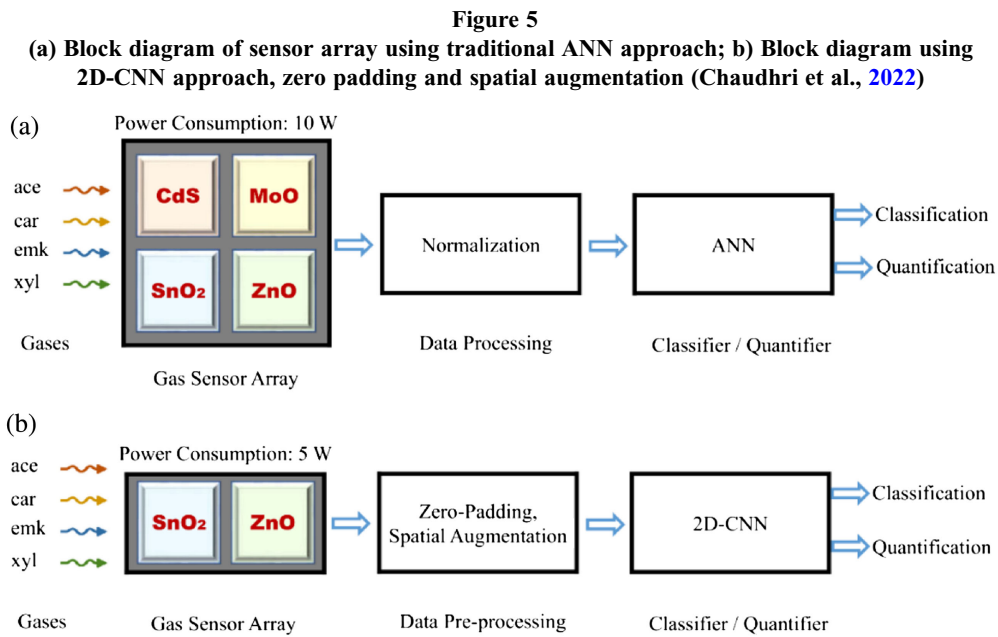 Figure 5
(a) Block diagram of sensor array using traditional ANN approach; b) Block diagram using
2D-CNN approach, zero padding and spatial augmentation (Chaudhri et al., 2022)
(a)
Power Consumption: 10 W
ace
car
emk
xyl
Gases
CdS
MoO
SnO₂
ZnO
Gas Sensor Array
Normalization
Data Processing
ANN
Classifier / Quantifier
Classification
Quantification
(b)
Power Consumption: 5 W
ace
car
emk
xyl
Gases
SnO₂
ZnO
Gas Sensor Array
Zero-Padding,
Spatial Augmentation
Data Pre-processing
2D-CNN
Classifier / Quantifier
Classification
Quantification